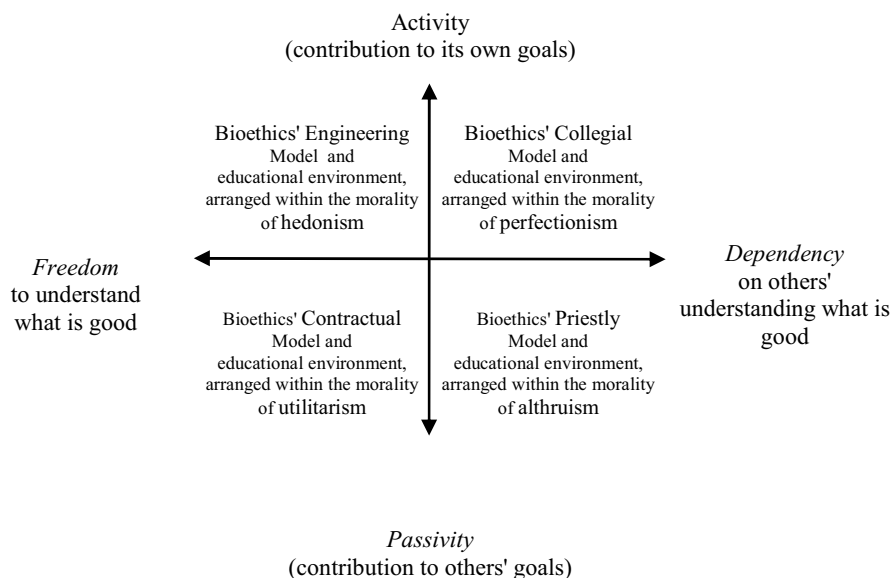 Activity
(contribution to its own goals)
Bioethics' Engineering
Model and
educational environment,
arranged within the morality
of hedonism
Bioethics' Collegial
Model and
educational environment,
arranged within the morality
of perfectionism
Freedom
to understand
what is good
Dependency
on others'
understanding what is
good
Bioethics' Contractual
Model and
educational environment,
arranged within the morality
of utilitarism
Bioethics' Priestly
Model and
educational environment,
arranged within the morality
of althruism
Passivity
(contribution to others' goals)